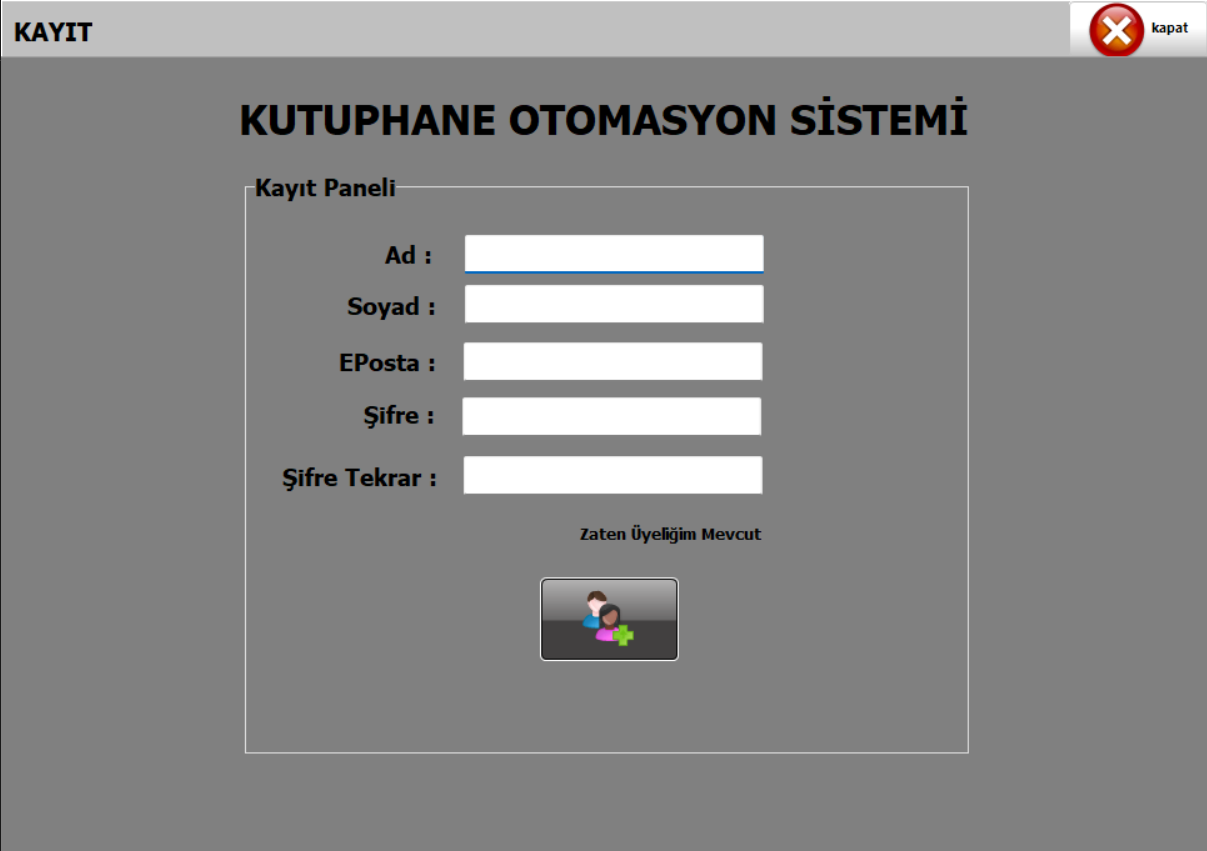 KAYIT
kapat
KUTUPHANE OTOMASYON SİSTEMİ
Kayıt Paneli
Ad :
Soyad :
EPosta :
Şifre :
Şifre Tekrar :
Zaten Üyeliğim Mevcut